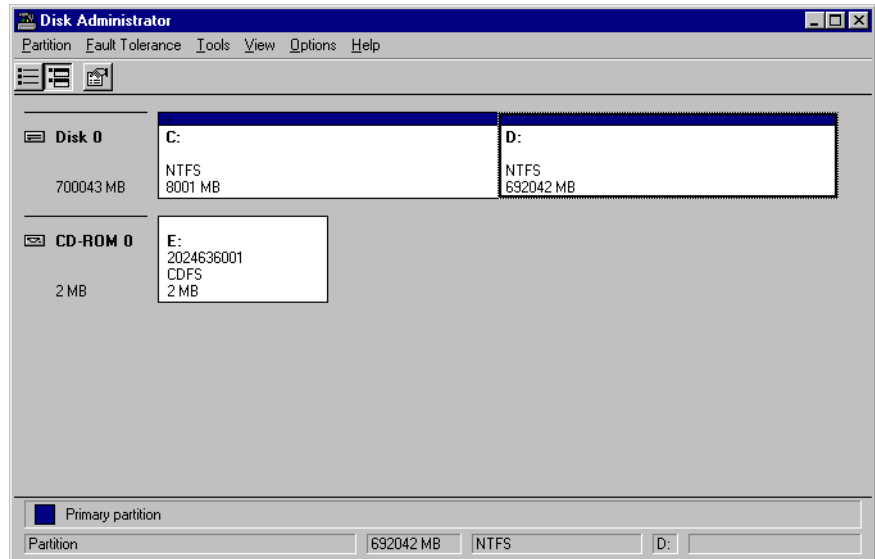 Disk Administrator
Partition Fault Tolerance Tools View Options Help
Disk 0
700043 MB
C:
NTFS
8001 MB
D:
NTFS
692042 MB
CD-ROM 0
2 MB
E:
2024636001
CDFS
2 MB
Primary partition
Partition 692042 MB NTFS D: